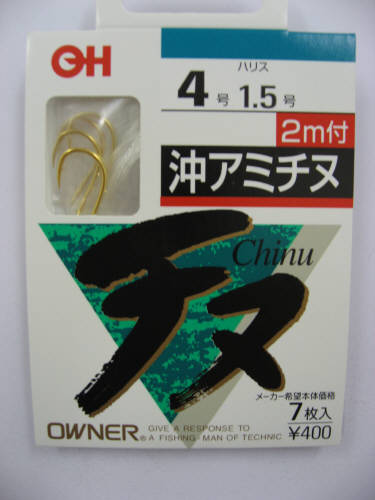 OH
ハリス
4号 1.5号
2m付
沖アミチヌ
Chinu
チヌ
メーカー希望本体価格
7枚入
¥400
OWNER®
GIVE A RESPONSE TO
A FISHING-MAN OF TECHNIC